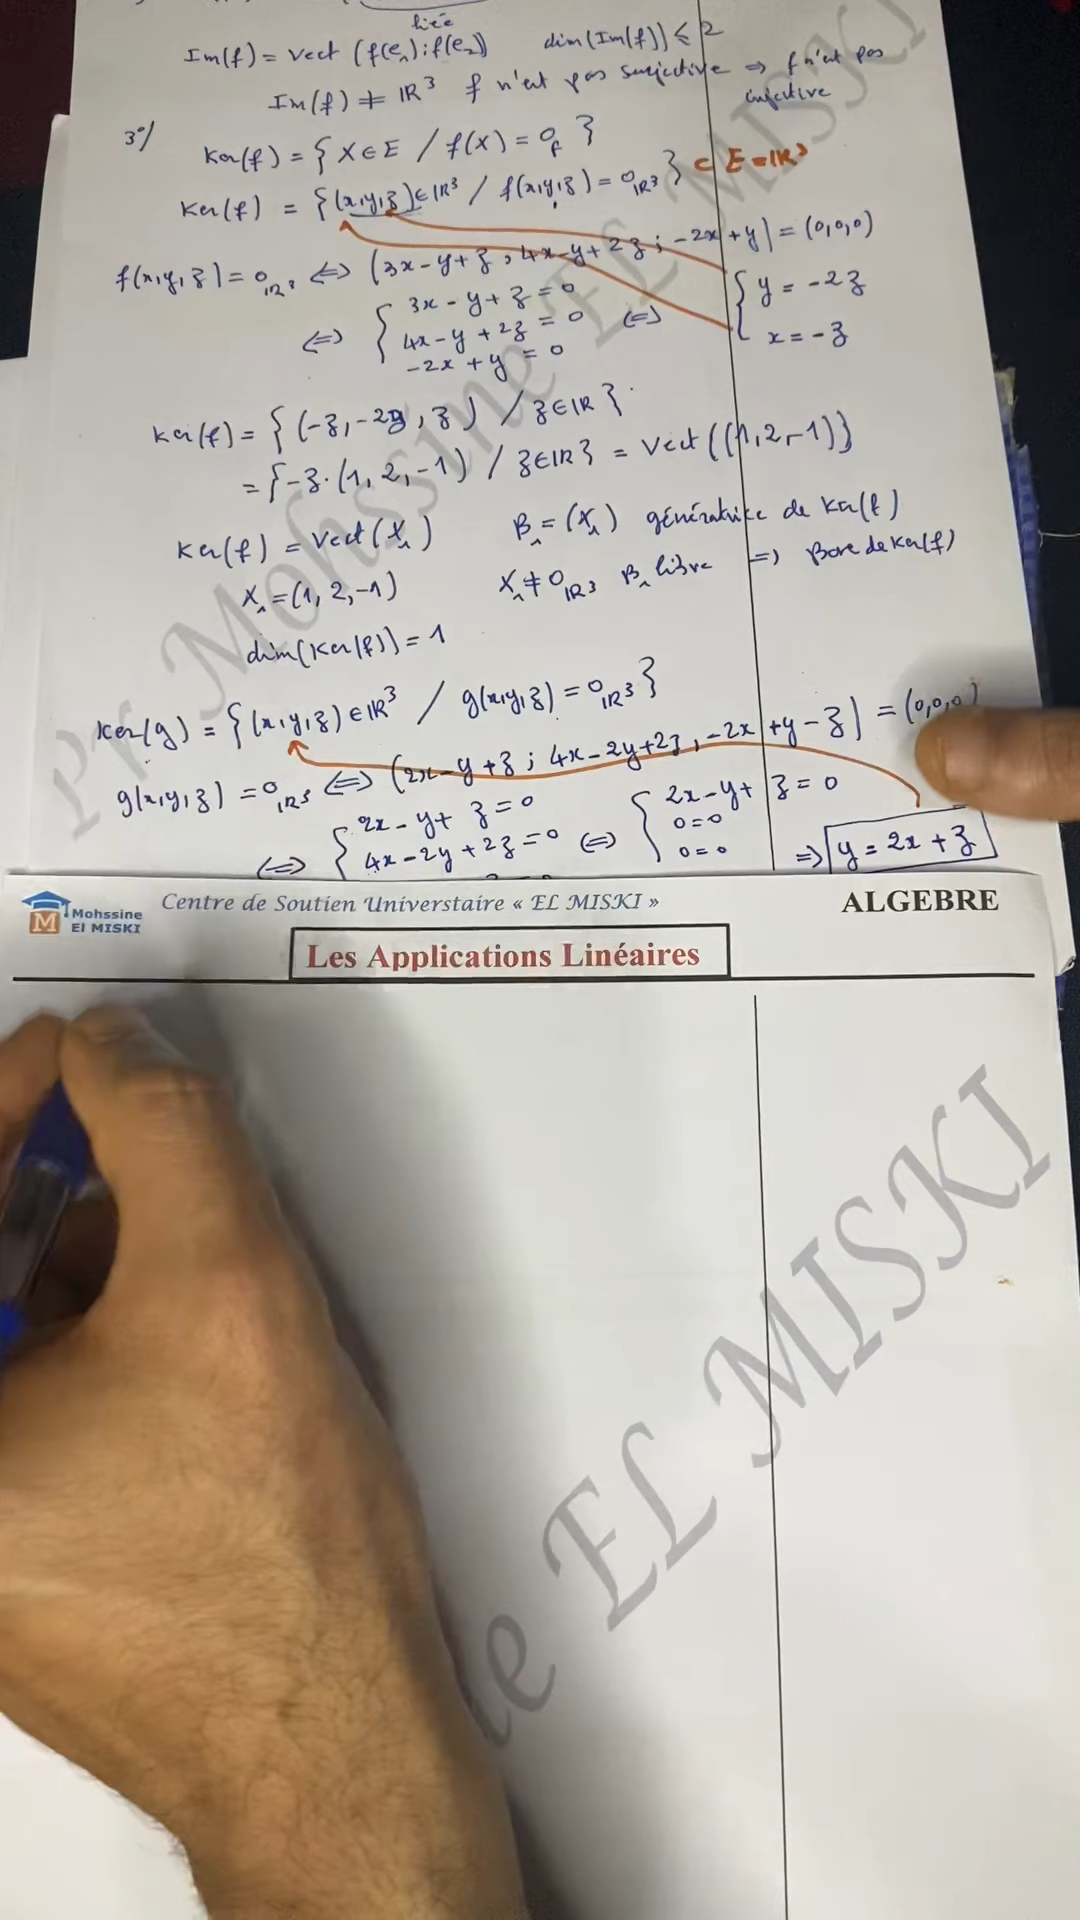 liée
Im(f) = Vect (f(e₁) ; f(e₂)) dim(Im(f)) ≤ 2
Im(f) ≠ IR³ f n'est pas surjective ⇒ f n'est pas
injective
3°/
Ker(f) = { X ∈ E / f(X) = 0_F }
Ker(f) = { (x,y,z) ∈ IR³ / f(x,y,z) = 0_IR³ } ⊂ E = IR³
f(x,y,z) = 0_IR³ ⇔ (3x - y + z ; 4x - y + 2z ; -2x + y) = (0,0,0)
⇔ { 3x - y + z = 0
4x - y + 2z = 0
-2x + y = 0
⇔ { y = -2z
x = -z
Ker(f) = { (-z, -2z, z) / z ∈ IR }
= { -z · (1, 2, -1) / z ∈ IR } = Vect((1, 2, -1))
Ker(f) = Vect(X₁) B₁ = (X₁) génératrice de Ker(f)
X₁ = (1, 2, -1) X₁ ≠ 0_IR³ B₁ libre ⇒ Base de Ker(f)
dim(Ker(f)) = 1
Ker(g) = { (x,y,z) ∈ IR³ / g(x,y,z) = 0_IR³ }
g(x,y,z) = 0_IR³ ⇔ (2x - y + z ; 4x - 2y + 2z ; -2x + y - z) = (0,0,0)
⇔ { 2x - y + z = 0
4x - 2y + 2z = 0
⇔ { 2x - y + z = 0
0 = 0
0 = 0
⇒ y = 2x + z
Mohssine
El MISKI
Centre de Soutien Universtaire « EL MISKI »
ALGEBRE
Les Applications Linéaires
Pr Mohssine EL MISKI
EL MISKI